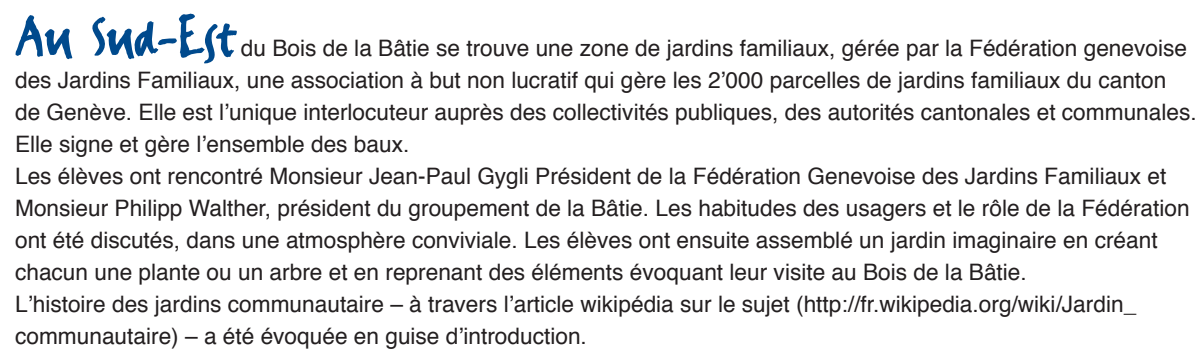 Au Sud-Est du Bois de la Bâtie se trouve une zone de jardins familiaux, gérée par la Fédération genevoise
des Jardins Familiaux, une association à but non lucratif qui gère les 2’000 parcelles de jardins familiaux du canton
de Genève. Elle est l’unique interlocuteur auprès des collectivités publiques, des autorités cantonales et communales.
Elle signe et gère l’ensemble des baux.
Les élèves ont rencontré Monsieur Jean-Paul Gygli Président de la Fédération Genevoise des Jardins Familiaux et
Monsieur Philipp Walther, président du groupement de la Bâtie. Les habitudes des usagers et le rôle de la Fédération
ont été discutés, dans une atmosphère conviviale. Les élèves ont ensuite assemblé un jardin imaginaire en créant
chacun une plante ou un arbre et en reprenant des éléments évoquant leur visite au Bois de la Bâtie.
L’histoire des jardins communautaire – à travers l’article wikipédia sur le sujet (http://fr.wikipedia.org/wiki/Jardin_
communautaire) – a été évoquée en guise d’introduction.